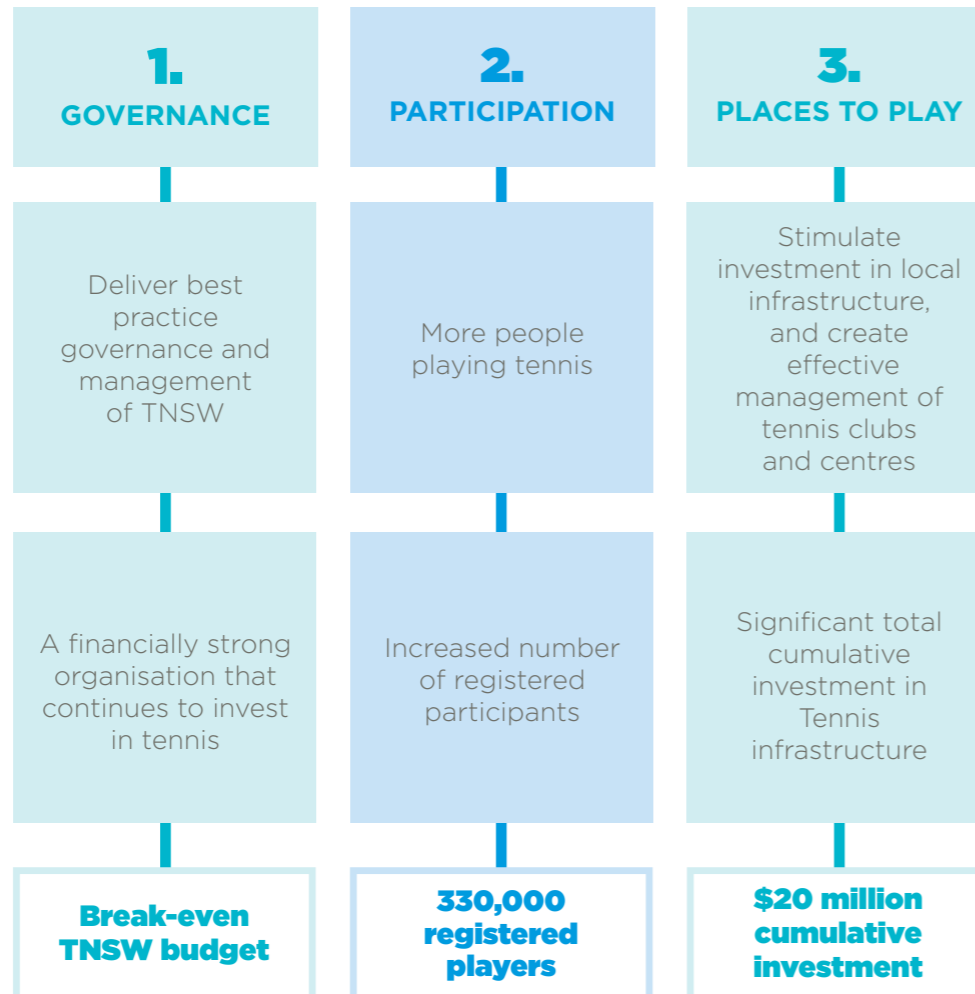 1.
GOVERNANCE
Deliver best
practice
governance and
management
of TNSW
A financially strong
organisation that
continues to invest
in tennis
Break-even
TNSW budget
2.
PARTICIPATION
More people
playing tennis
Increased number
of registered
participants
330,000
registered
players
3.
PLACES TO PLAY
Stimulate
investment in local
infrastructure,
and create
effective
management of
tennis clubs
and centres
Significant total
cumulative
investment in
Tennis
infrastructure
$20 million
cumulative
investment